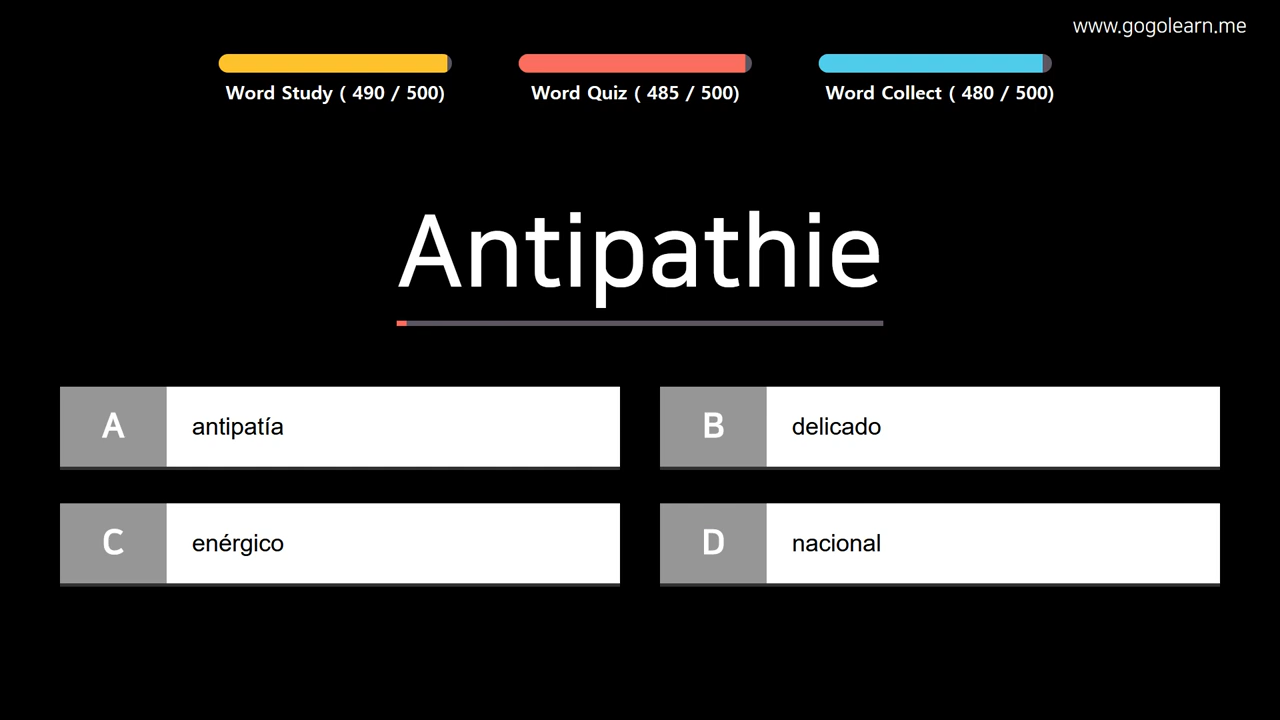 www.gogolearn.me
Word Study ( 490 / 500)
Word Quiz ( 485 / 500)
Word Collect ( 480 / 500)
Antipathie
A antipatía
B delicado
C enérgico
D nacional